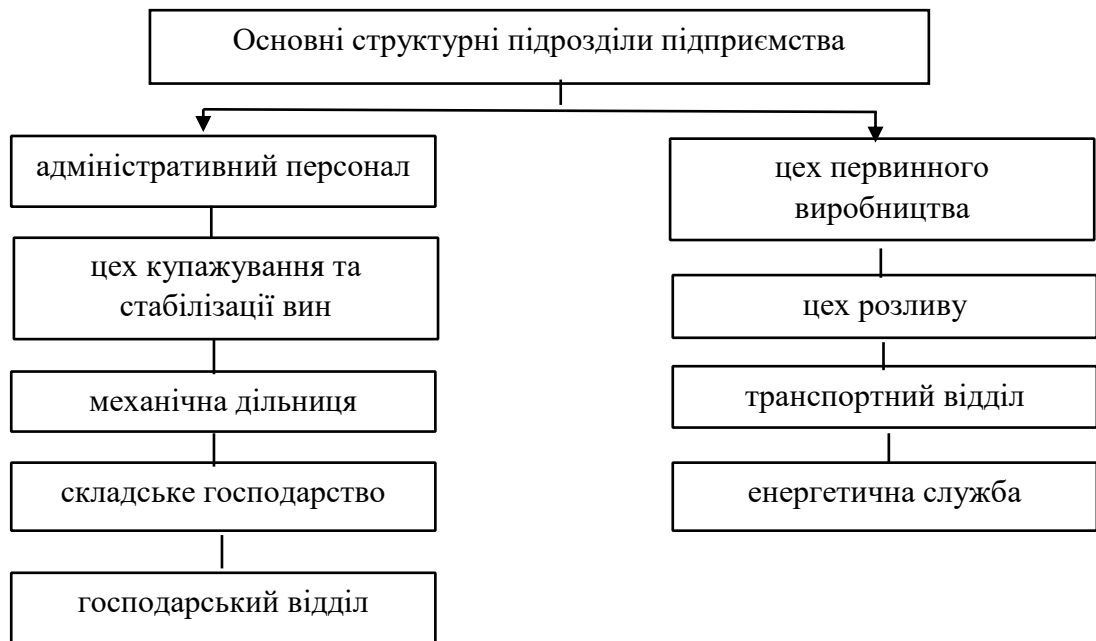 Основні структурні підрозділи підприємства
адміністративний персонал
цех купажування та
стабілізації вин
механічна дільниця
складське господарство
господарський відділ
цех первинного
виробництва
цех розливу
транспортний відділ
енергетична служба